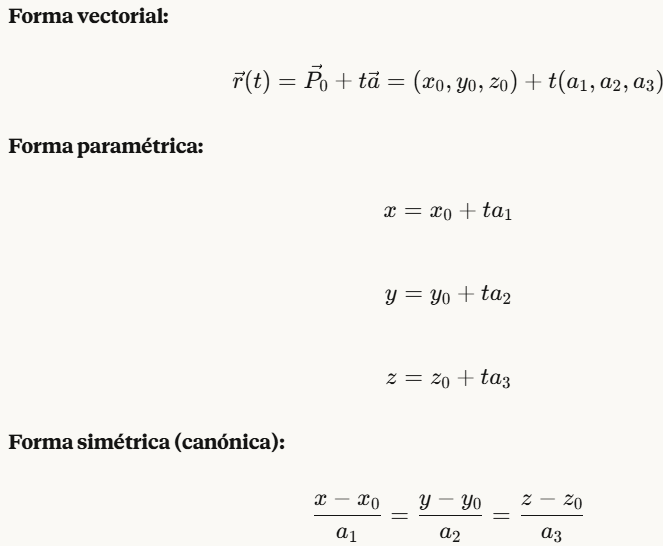 Forma vectorial:
r⃗(t) = P⃗₀ + ta⃗ = (x₀, y₀, z₀) + t(a₁, a₂, a₃)
Forma paramétrica:
x = x₀ + ta₁
y = y₀ + ta₂
z = z₀ + ta₃
Forma simétrica (canónica):
(x − x₀)/a₁ = (y − y₀)/a₂ = (z − z₀)/a₃